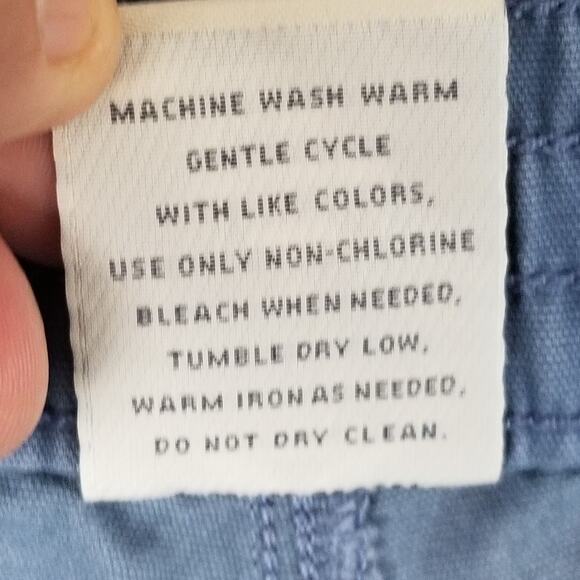 MACHINE WASH WARM
GENTLE CYCLE
WITH LIKE COLORS,
USE ONLY NON-CHLORINE
BLEACH WHEN NEEDED,
TUMBLE DRY LOW,
WARM IRON AS NEEDED,
DO NOT DRY CLEAN.